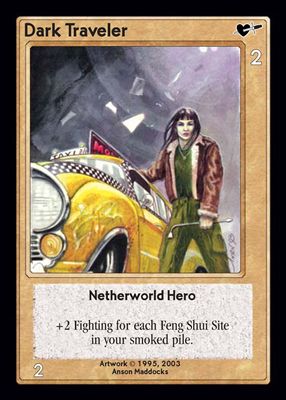 Dark Traveler
2
TAXI
Netherworld Hero
+2 Fighting for each Feng Shui Site
in your smoked pile.
2
Artwork © 1995, 2003
Anson Maddocks